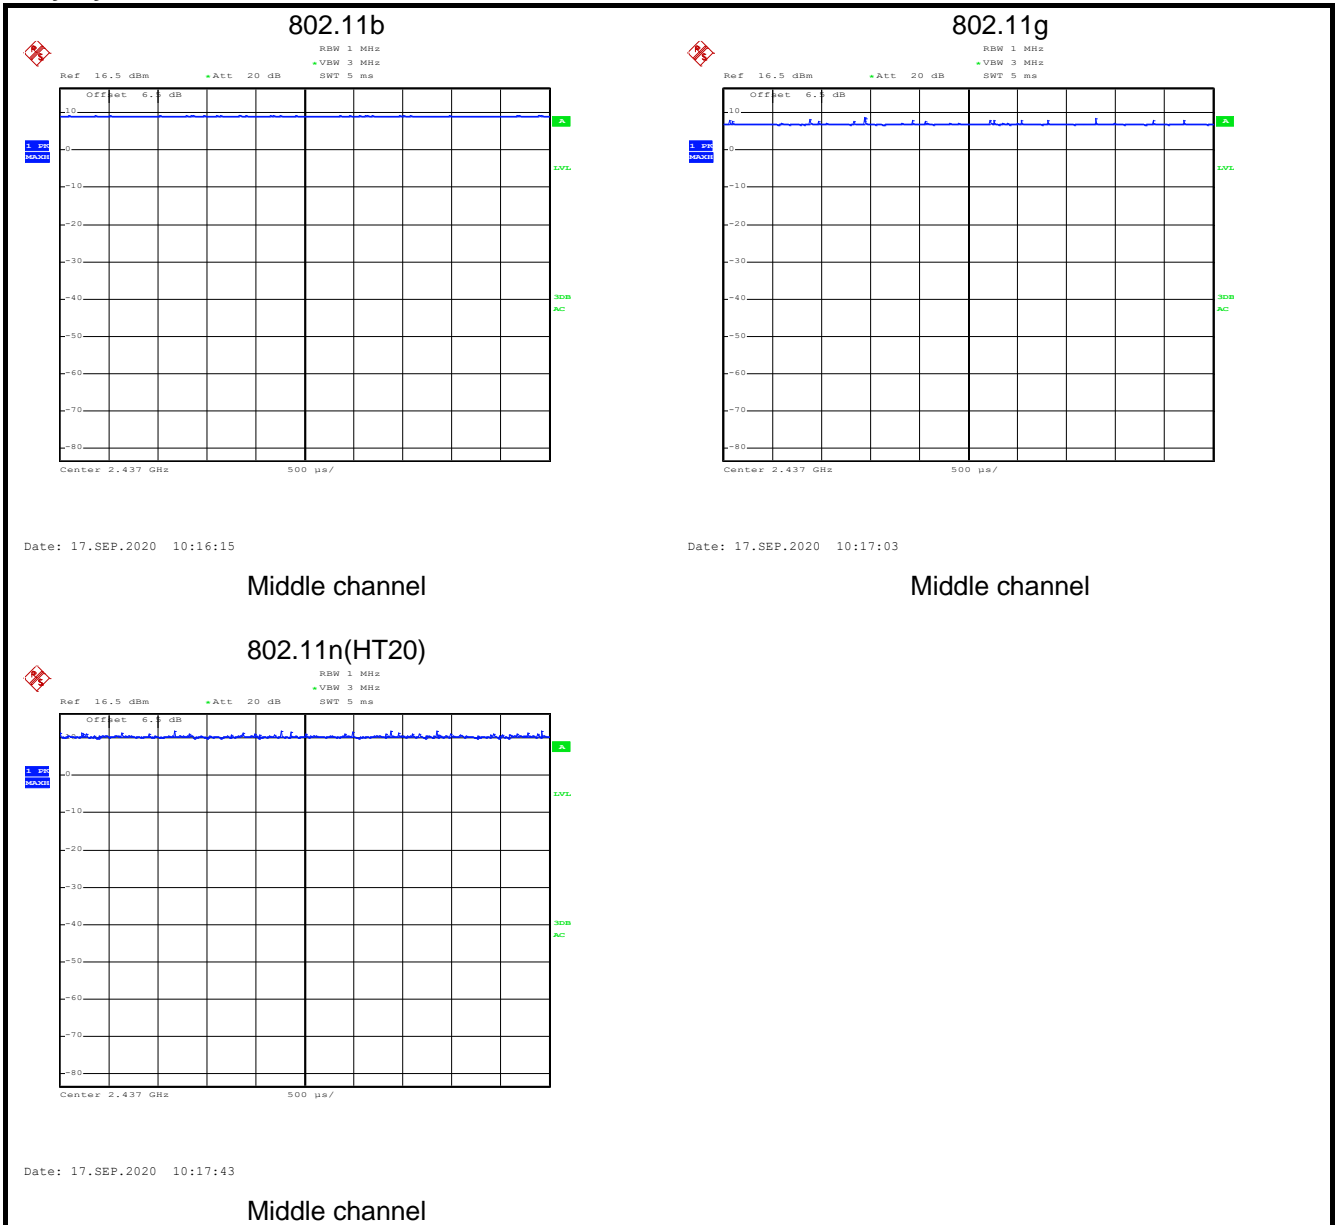 802.11b
RBW 1 MHz
*VBW 3 MHz
Ref 16.5 dBm *Att 20 dB SWT 5 ms
Offset 6.5 dB
10
A
1 PK
MAXH
0
LVL
-10
-20
-30
-40
3DB
AC
-50
-60
-70
-80
Center 2.437 GHz 500 µs/
Date: 17.SEP.2020 10:16:15
Middle channel
802.11g
RBW 1 MHz
*VBW 3 MHz
Ref 16.5 dBm *Att 20 dB SWT 5 ms
Offset 6.5 dB
10
A
1 PK
MAXH
0
LVL
-10
-20
-30
-40
3DB
AC
-50
-60
-70
-80
Center 2.437 GHz 500 µs/
Date: 17.SEP.2020 10:17:03
Middle channel
802.11n(HT20)
RBW 1 MHz
*VBW 3 MHz
Ref 16.5 dBm *Att 20 dB SWT 5 ms
Offset 6.5 dB
A
1 PK
MAXH
0
LVL
-10
-20
-30
-40
3DB
AC
-50
-60
-70
-80
Center 2.437 GHz 500 µs/
Date: 17.SEP.2020 10:17:43
Middle channel